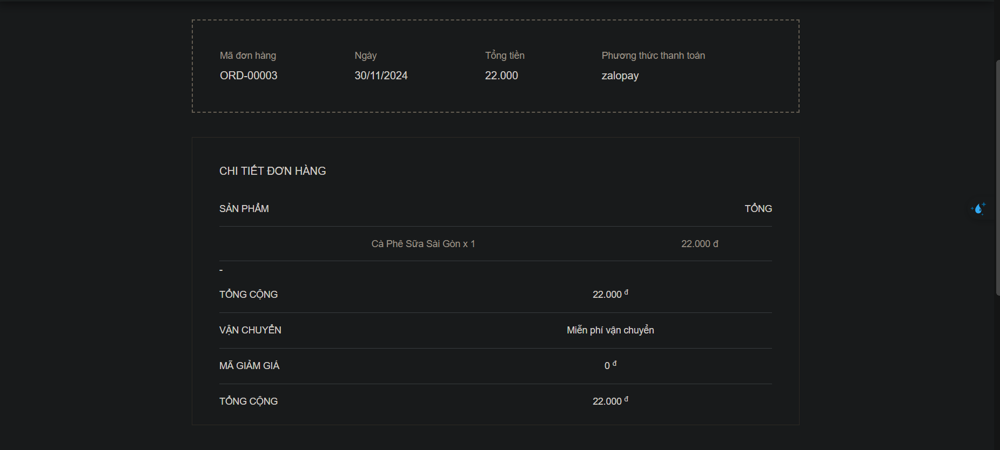 Mã đơn hàng Ngày Tổng tiền Phương thức thanh toán
ORD-00003 30/11/2024 22.000 zalopay
CHI TIẾT ĐƠN HÀNG
SẢN PHẨM TỔNG
Cà Phê Sữa Sài Gòn x 1 22.000 đ
-
TỔNG CỘNG 22.000 đ
VẬN CHUYỂN Miễn phí vận chuyển
MÃ GIẢM GIÁ 0 đ
TỔNG CỘNG 22.000 đ